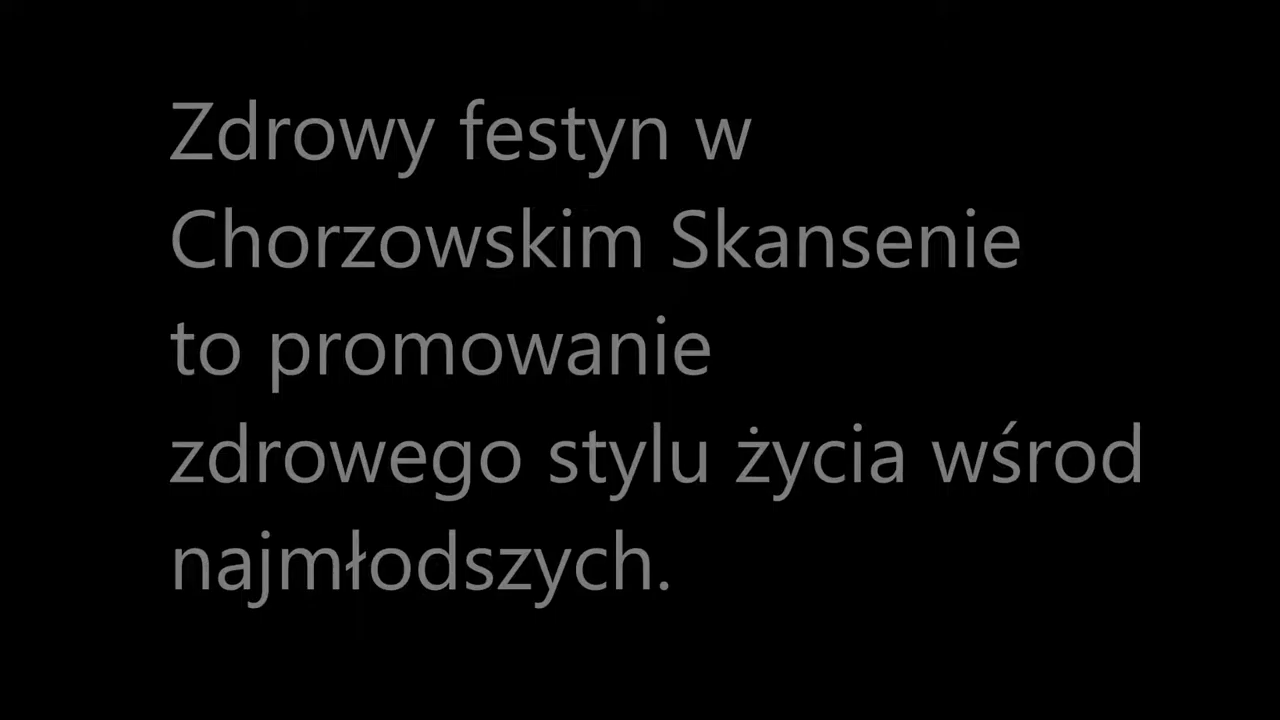 Zdrowy festyn w
Chorzowskim Skansenie
to promowanie
zdrowego stylu życia wśrod
najmłodszych.